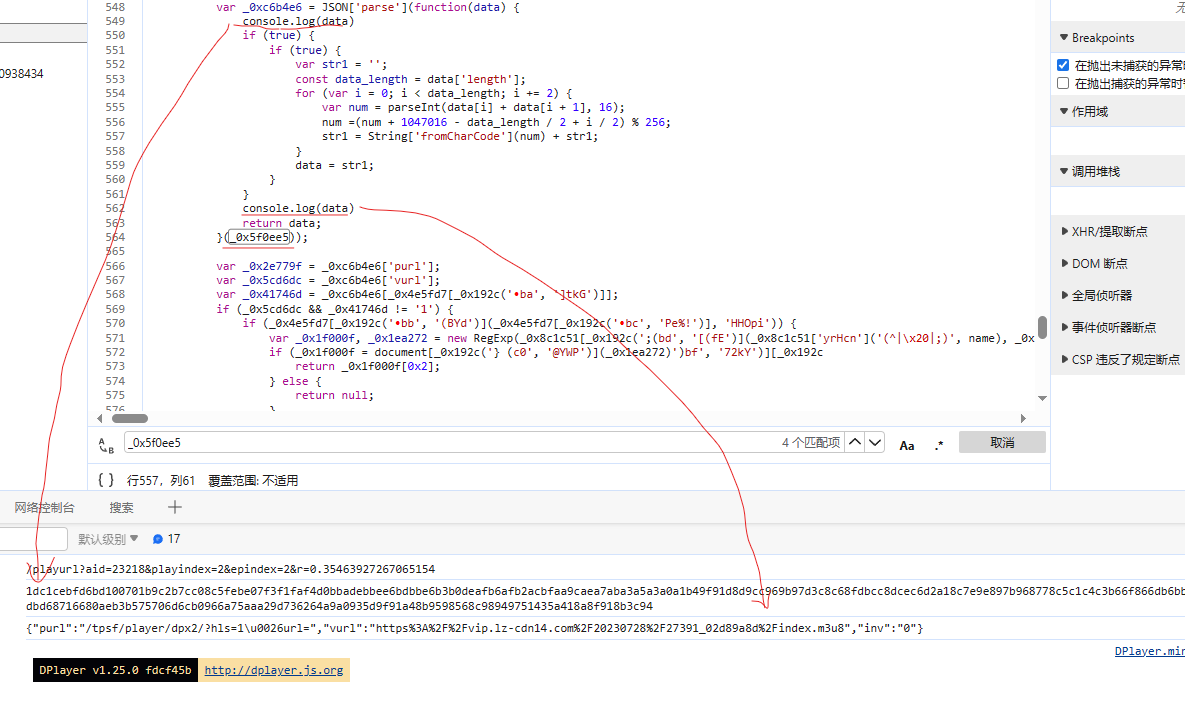 548 var _0xc6b4e6 = JSON['parse'](function(data) {
549 console.log(data)
550 if (true) {
551 if (true) {
552 var str1 = '';
553 const data_length = data['length'];
554 for (var i = 0; i < data_length; i += 2) {
555 var num = parseInt(data[i] + data[i + 1], 16);
556 num =(num + 1047016 - data_length / 2 + i / 2) % 256;
557 str1 = String['fromCharCode'](num) + str1;
558 }
559 data = str1;
560 }
561 }
562 console.log(data)
563 return data;
564 }(_0x5f0ee5));
565
566 var _0x2e779f = _0xc6b4e6['purl'];
567 var _0x5cd6dc = _0xc6b4e6['vurl'];
568 var _0x41746d = _0xc6b4e6[_0x4e5fd7[_0x192c('•ba', ']tkG')]];
569 if (_0x5cd6dc && _0x41746d != '1') {
570 if (_0x4e5fd7[_0x192c('•bb', '(BYd')](_0x4e5fd7[_0x192c('•bc', 'Pe%!')], 'HHOpi')) {
571 var _0x1f000f, _0x1ea272 = new RegExp(_0x8c1c51[_0x192c(';(bd', '[(fE')](_0x8c1c51['yrHcn']('(^|\x20|;)', name), _0x
572 if (_0x1f000f = document[_0x192c('} (c0', '@YWP')](_0x1ea272)')bf', '72kY')][_0x192c
573 return _0x1f000f[0x2];
574 } else {
575 return null;
576 }
0938434
Breakpoints
在抛出未捕获的异常时
在抛出捕获的异常时
作用域
调用堆栈
XHR/提取断点
DOM 断点
全局侦听器
事件侦听器断点
CSP 违反了规定断点
_0x5f0ee5 4 个匹配项 Aa .* 取消
{ } 行557，列61 覆盖范围: 不适用
网络控制台 搜索
默认级别 17
/playurl?aid=23218&playindex=2&epindex=2&r=0.35463927267065154
1dc1cebfd6bd100701b9c2b7cc08c5febe07f3f1faf4d0bbadebbee6bdbbe6b3b0deafb6afb2acbfaa9caea7aba3a5a3a0a1b49f91d8d9cc969b97d3c8c68fdbcc8dcec6d2a18c7e9e897b968778c5c1c4c3b66f866db6bb
dbd68716680aeb3b575706d6cb0966a75aaa29d736264a9a0935d9f91a48b9598568c98949751435a418a8f918b3c94
{"purl":"/tpsf/player/dpx2/?hls=1\u0026url=","vurl":"https%3A%2F%2Fvip.lz-cdn14.com%2F20230728%2F27391_02d89a8d%2Findex.m3u8","inv":"0"}
DPlayer.min
DPlayer v1.25.0 fdcf45b http://dplayer.js.org